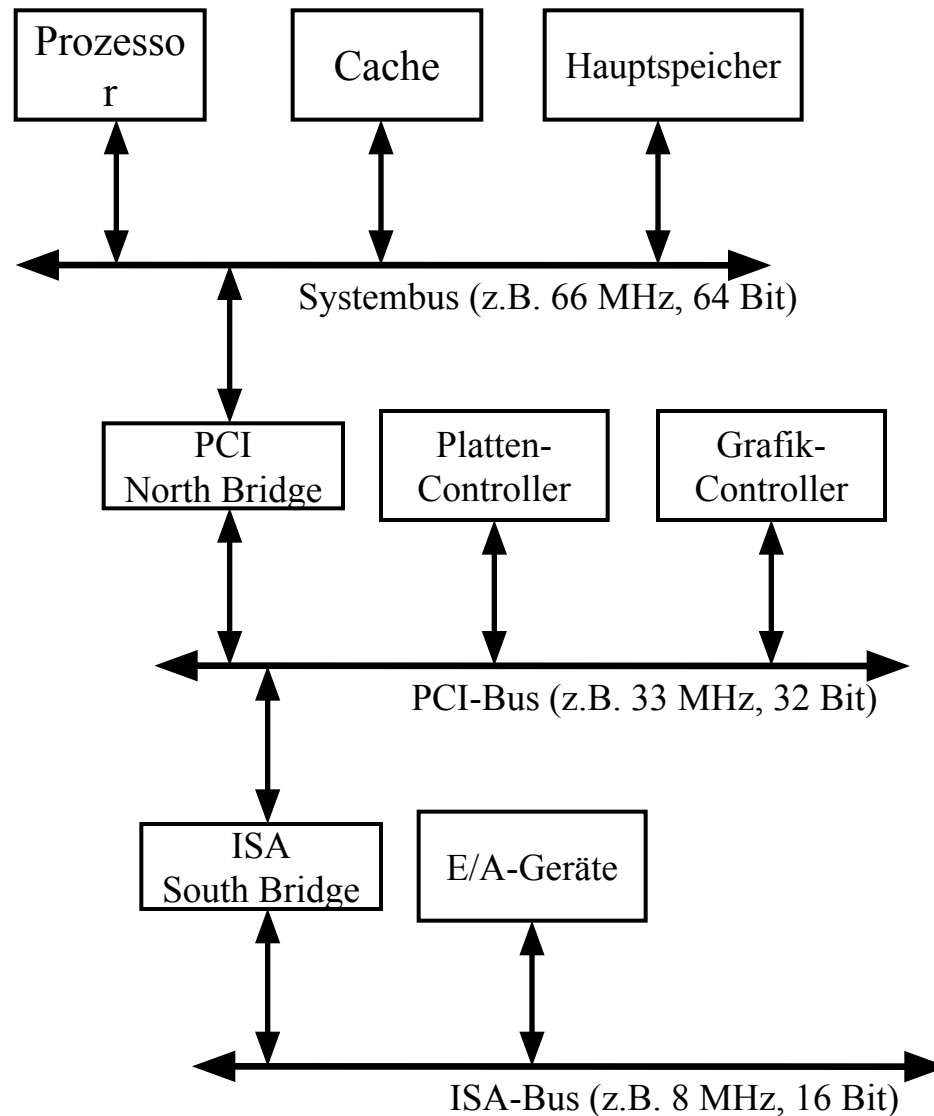 Prozesso
r
Cache
Hauptspeicher
Systembus (z.B. 66 MHz, 64 Bit)
PCI
North Bridge
Platten-
Controller
Grafik-
Controller
PCI-Bus (z.B. 33 MHz, 32 Bit)
ISA
South Bridge
E/A-Geräte
ISA-Bus (z.B. 8 MHz, 16 Bit)